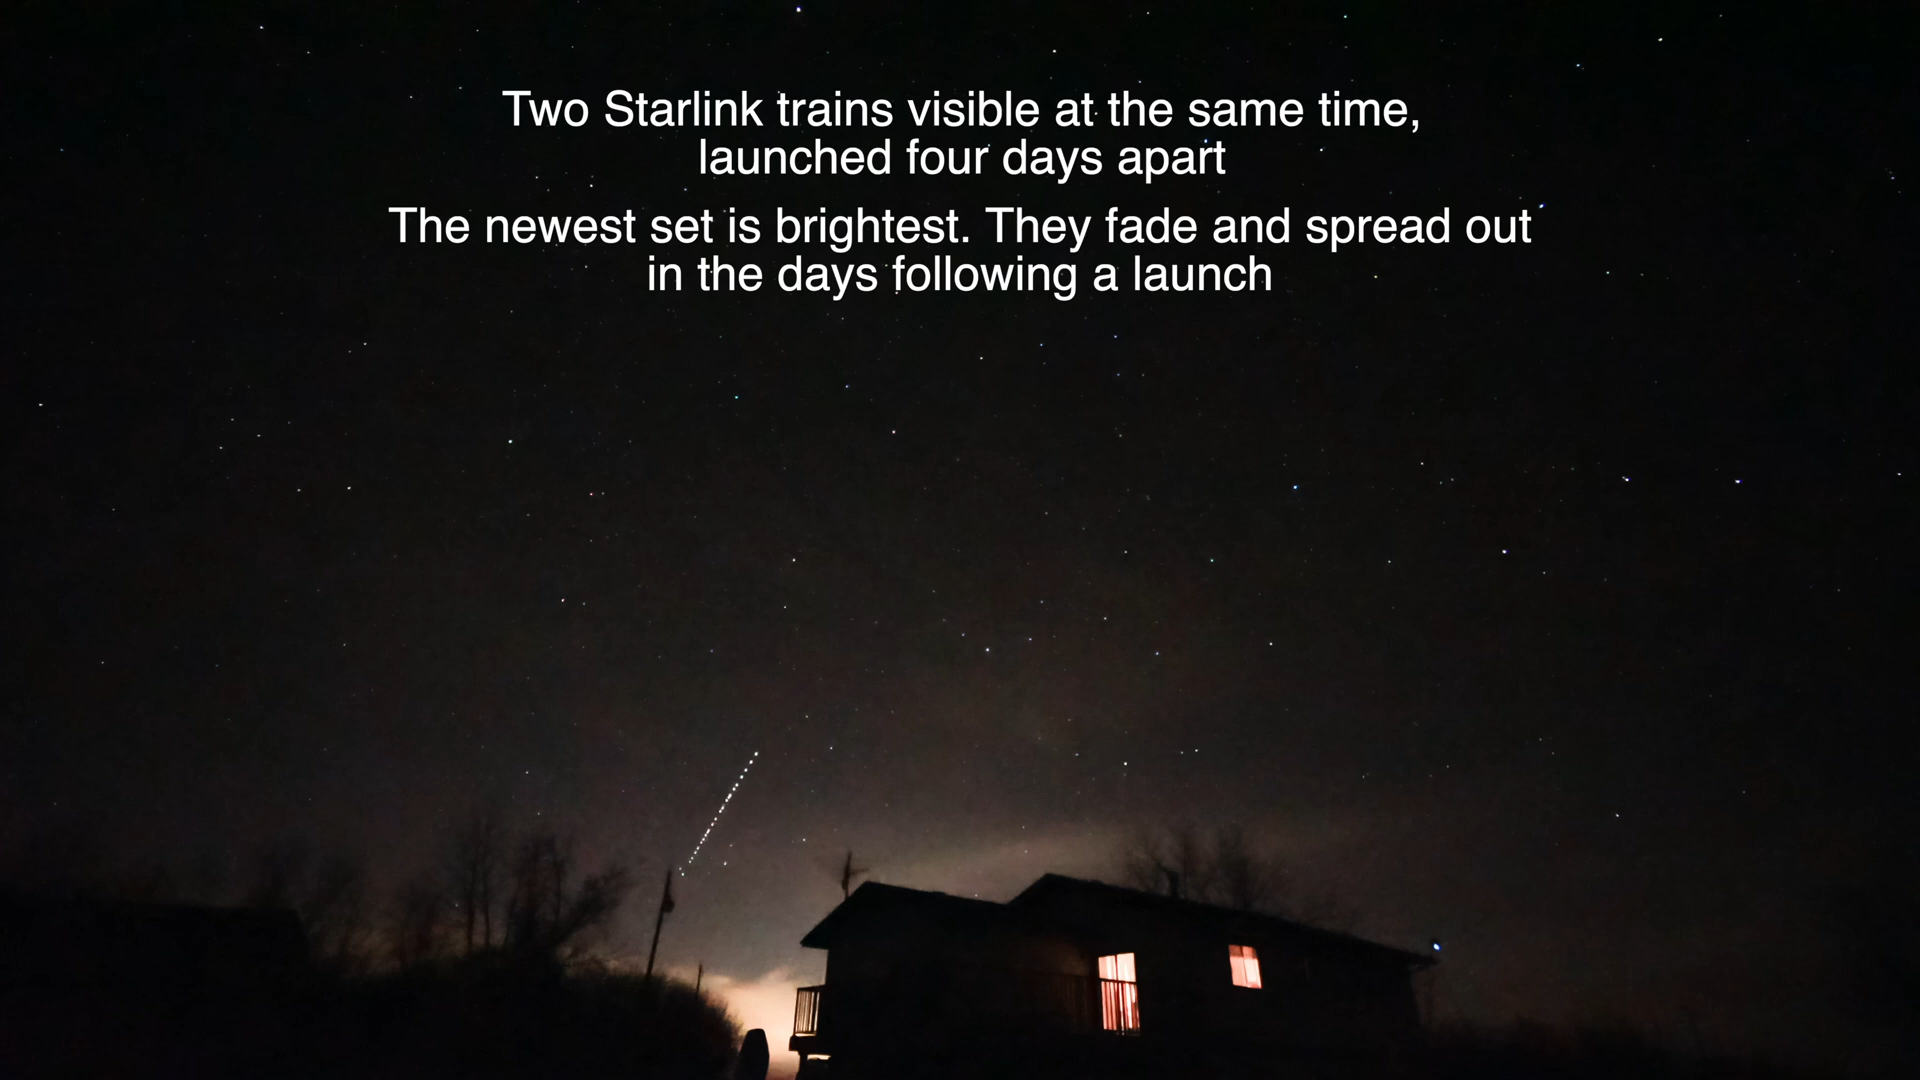 Two Starlink trains visible at the same time,
launched four days apart
The newest set is brightest. They fade and spread out
in the days following a launch